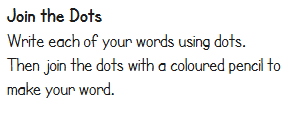 Join the Dots
Write each of your words using dots.
Then join the dots with a coloured pencil to
make your word.